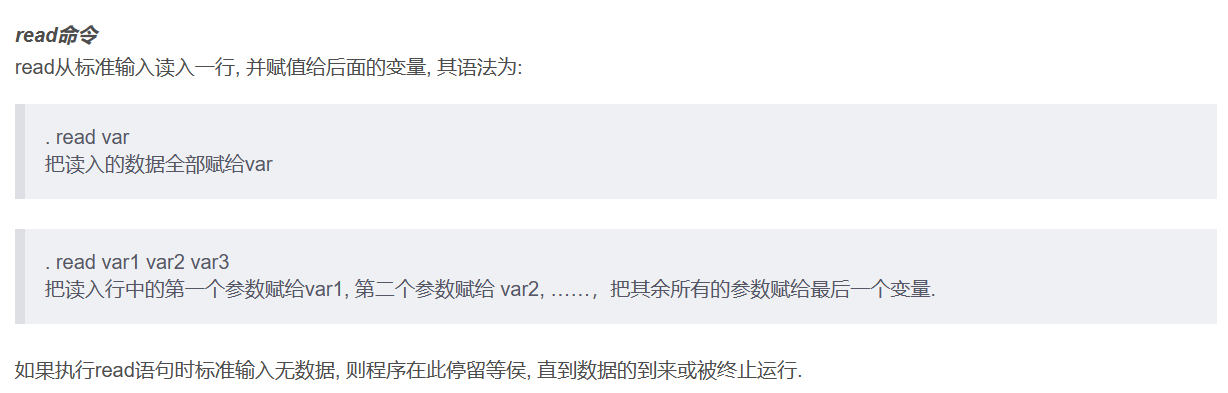 read命令
read从标准输入读入一行, 并赋值给后面的变量, 其语法为:
. read var
把读入的数据全部赋给var
. read var1 var2 var3
把读入行中的第一个参数赋给var1, 第二个参数赋给 var2, ……，把其余所有的参数赋给最后一个变量.
如果执行read语句时标准输入无数据, 则程序在此停留等侯, 直到数据的到来或被终止运行.